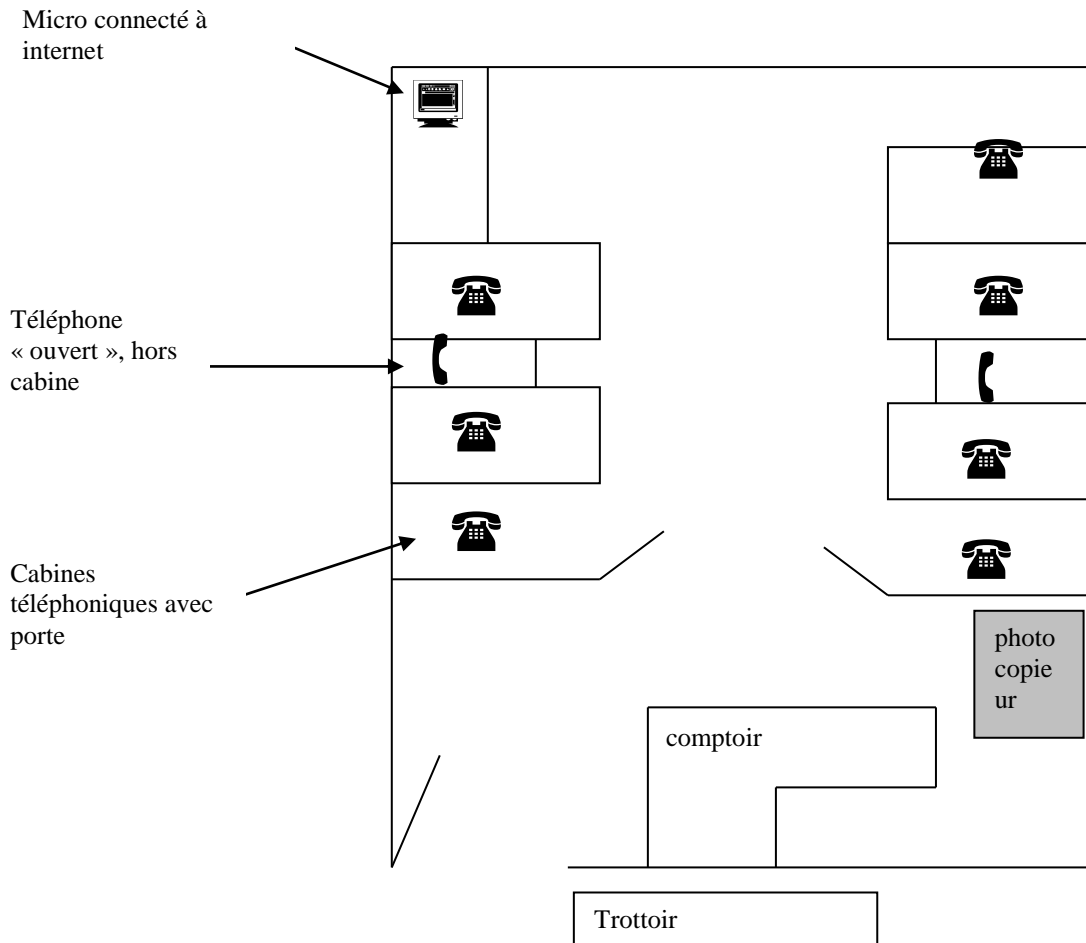 Micro connecté à
internet
Téléphone
« ouvert », hors
cabine
Cabines
téléphoniques avec
porte
photo
copie
ur
comptoir
Trottoir